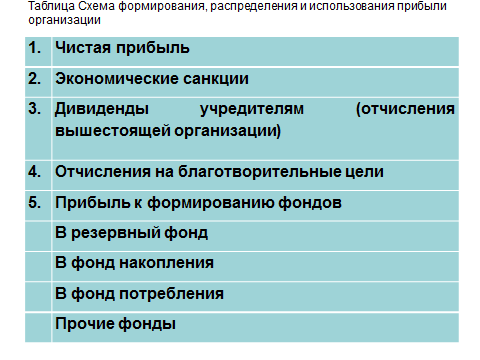 Таблица Схема формирования, распределения и использования прибыли
организации
1. Чистая прибыль
2. Экономические санкции
3. Дивиденды учредителям (отчисления
вышестоящей организации)
4. Отчисления на благотворительные цели
5. Прибыль к формированию фондов
В резервный фонд
В фонд накопления
В фонд потребления
Прочие фонды